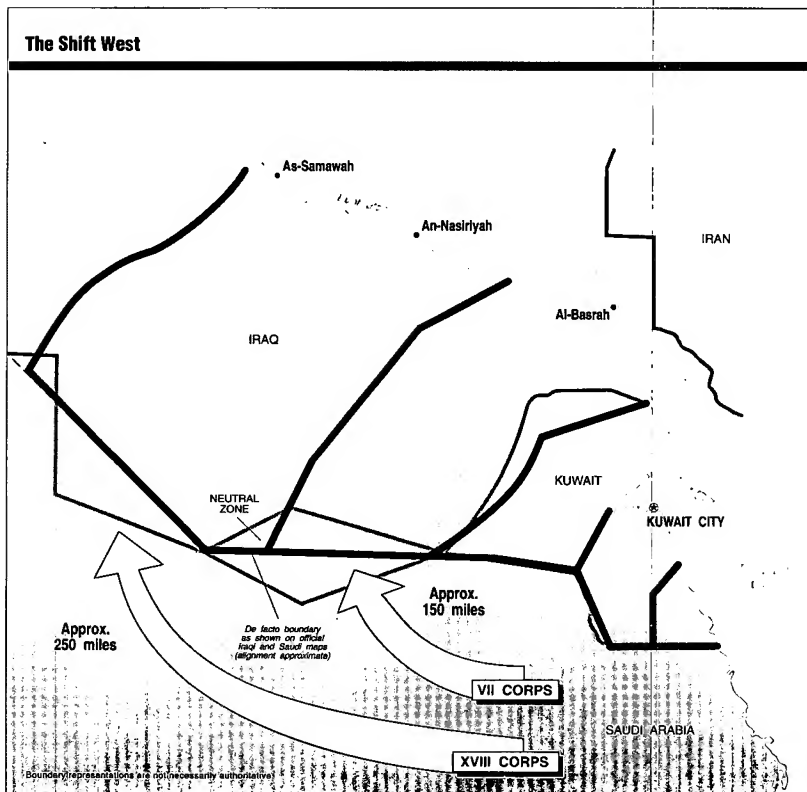 The Shift West
As-Samawah
An-Nasiriyah
IRAN
Al-Basrah
IRAQ
KUWAIT
NEUTRAL
ZONE
KUWAIT CITY
De facto boundary
as shown on official
Iraqi and Saudi maps
(alignment approximate)
Approx.
150 miles
Approx.
250 miles
VII CORPS
SAUDI ARABIA
XVIII CORPS
Boundary representations are not necessarily authoritative